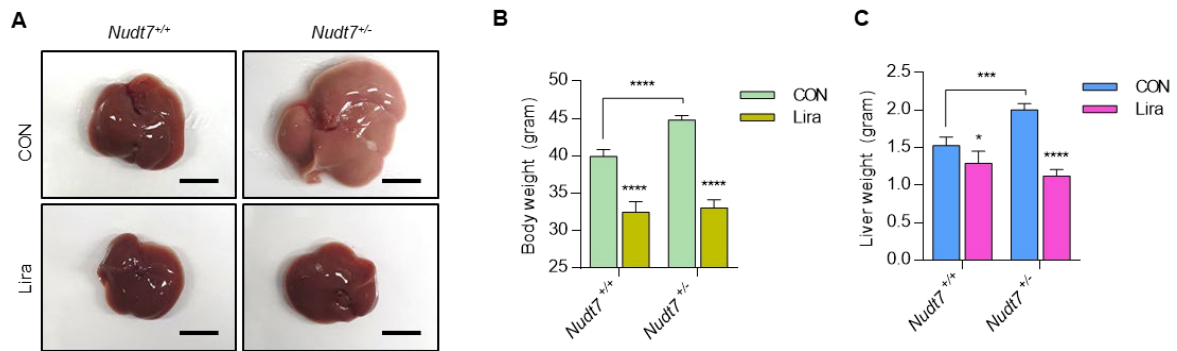 A
Nudt7+/+
Nudt7+/-
CON
Lira
B
Body weight (gram)
50
45
40
35
30
25
****
****
****
CON
Lira
Nudt7+/+
Nudt7+/-
C
Liver weight (gram)
2.5
2.0
1.5
1.0
0.5
0.0
***
*
****
CON
Lira
Nudt7+/+
Nudt7+/-